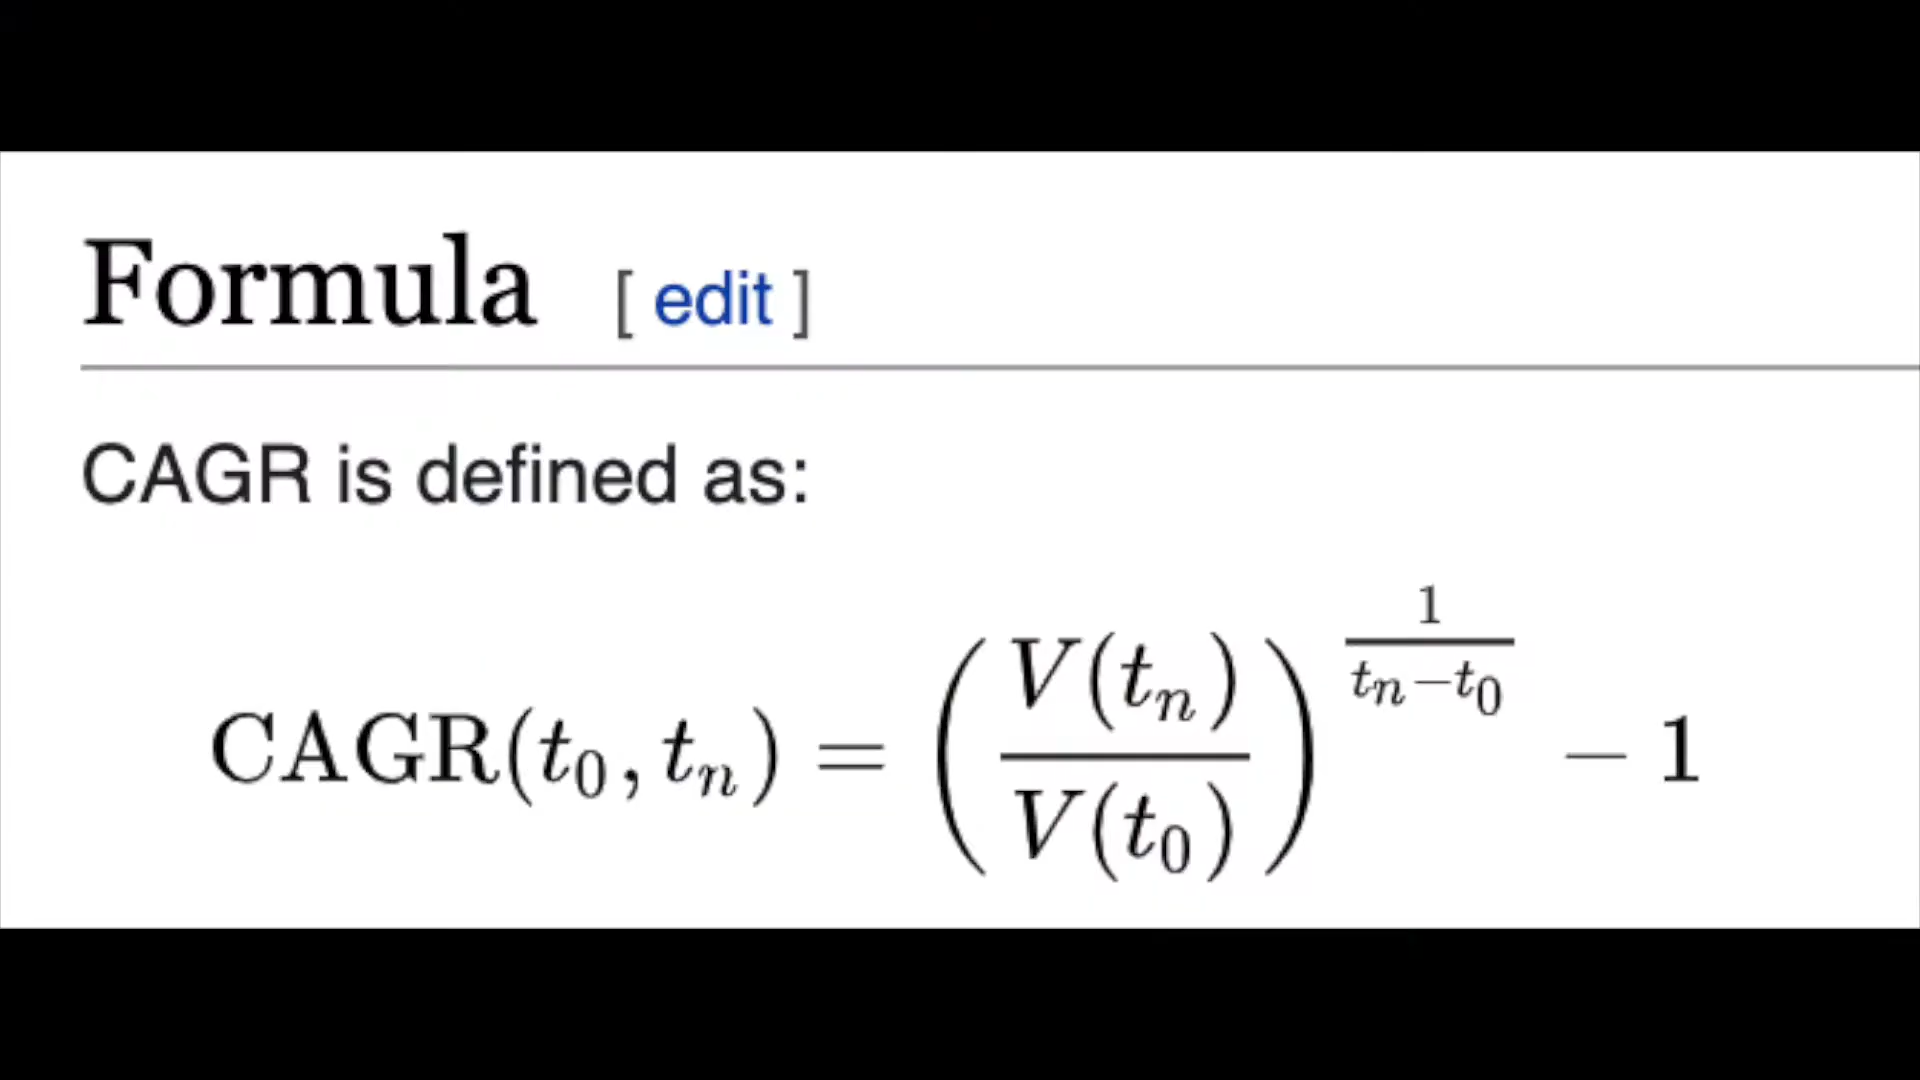 Formula [ edit ]
CAGR is defined as:
CAGR(t₀, tₙ) = (V(tₙ) / V(t₀))^(1 / (tₙ−t₀)) − 1